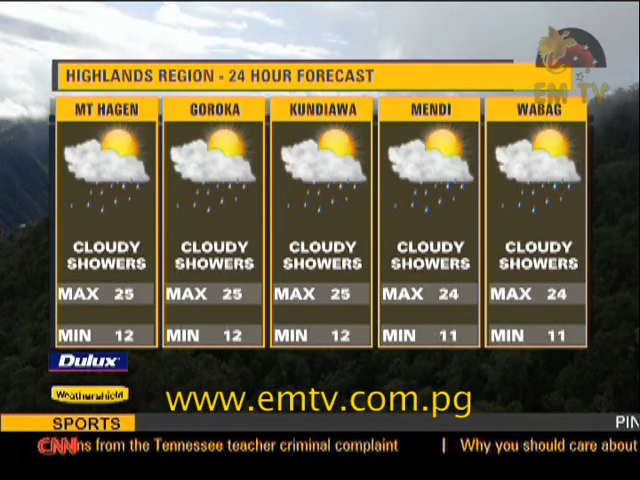 EM TV
HIGHLANDS REGION - 24 HOUR FORECAST
MT HAGEN
CLOUDY
SHOWERS
MAX 25
MIN 12
GOROKA
CLOUDY
SHOWERS
MAX 25
MIN 12
KUNDIAWA
CLOUDY
SHOWERS
MAX 25
MIN 12
MENDI
CLOUDY
SHOWERS
MAX 24
MIN 11
WABAG
CLOUDY
SHOWERS
MAX 24
MIN 11
Dulux
Weathershield
www.emtv.com.pg
SPORTS PIN
CNN ns from the Tennessee teacher criminal complaint | Why you should care about